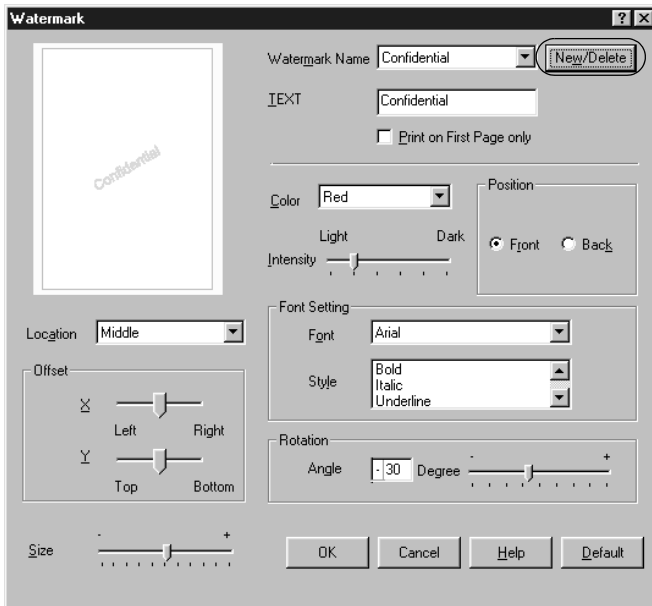 Watermark
Confidential
Watermark Name Confidential New/Delete
TEXT Confidential
Print on First Page only
Color Red
Light Dark
Intensity
Position
Front Back
Location Middle
Font Setting
Font Arial
Style Bold
Italic
Underline
Offset
X
Left Right
Y
Top Bottom
Rotation
Angle -30 Degree - +
Size - +
OK Cancel Help Default